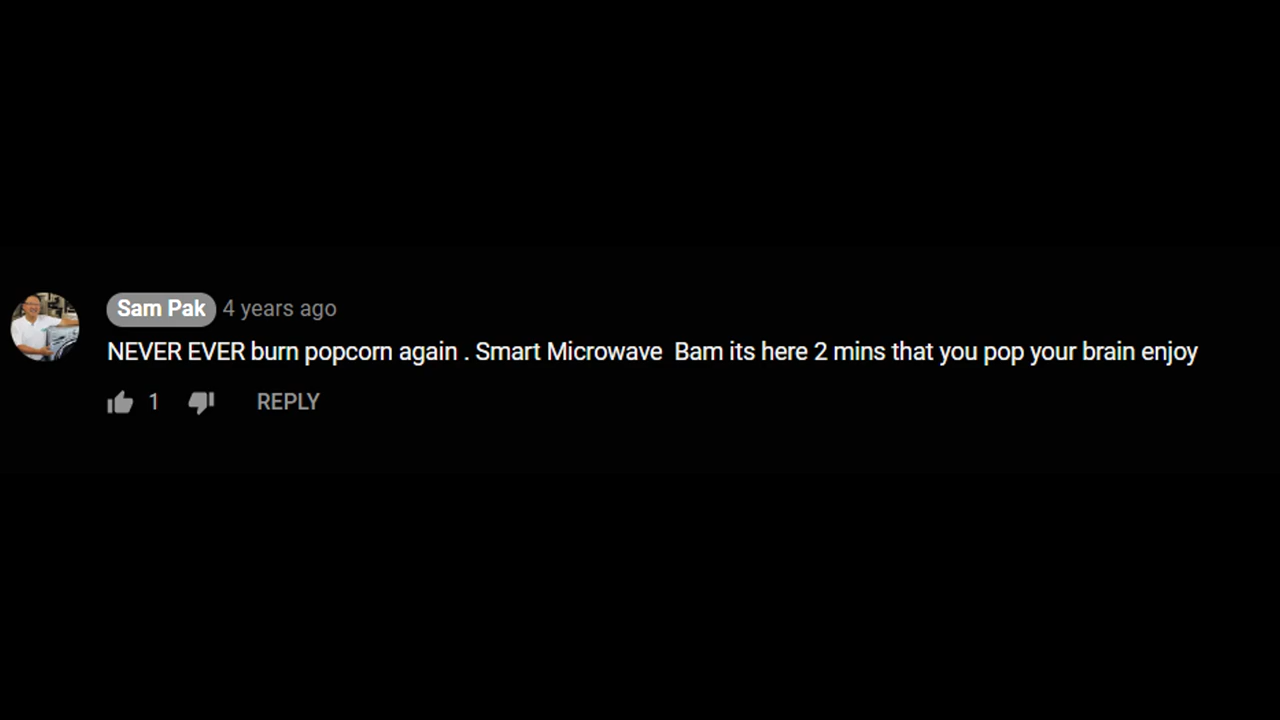 Sam Pak 4 years ago
NEVER EVER burn popcorn again . Smart Microwave  Bam its here 2 mins that you pop your brain enjoy
1 REPLY